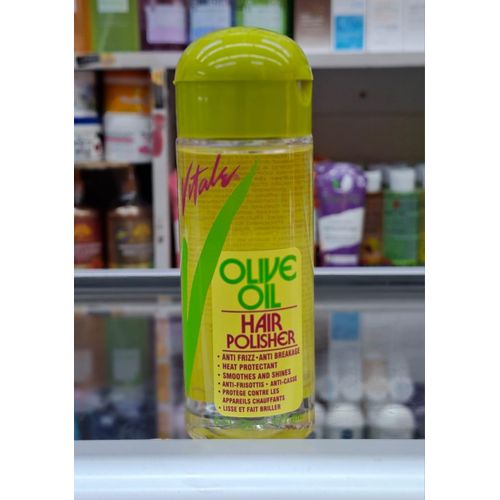 Vitale
OLIVE
OIL
HAIR
POLISHER
• ANTI FRIZZ • ANTI BREAKAGE
• HEAT PROTECTANT
• SMOOTHES AND SHINES
• ANTI-FRISOTTIS • ANTI-CASSE
• PROTÈGE CONTRE LES
APPAREILS CHAUFFANTS
• LISSE ET FAIT BRILLER